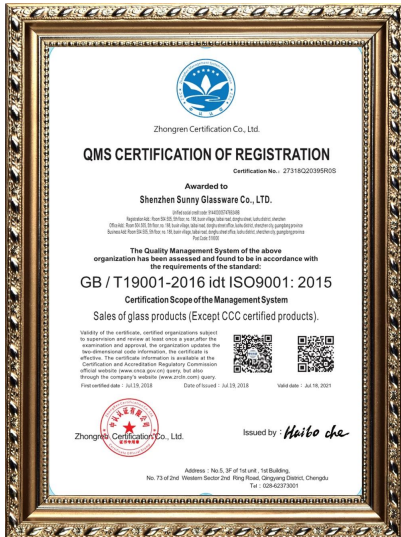 Zhongren Certification Co., Ltd.
QMS CERTIFICATION OF REGISTRATION
Certification No.: 27318Q20395R0S
Awarded to
Shenzhen Sunny Glassware Co., LTD.
The Quality Management System of the above
organization has been assessed and found to be in accordance with
the requirements of the standard:
GB / T19001-2016 idt ISO9001: 2015
Certification Scope of the Management System
Sales of glass products (Except CCC certified products).
Validity of the certificate, certified organizations subject
to supervision and review at least once a year,after the
examination and approval, the organization updates the
two-dimensional code information, the certificate is
effective. The certificate information is available at the
Certification and Accreditation Regulatory Commission
official website (www.cnca.gov.cn) query, but also
through the company's website (www.zrclm.com) query.
First certified date : Jul.19, 2018 Date of Issued : Jul.19, 2018 Valid date : Jul.18, 2021
Zhongren Certification Co., Ltd.
Issued by : Haibo che
Address : No.5, 3F of 1st unit , 1st Building,
No. 73 of 2nd Western Sector 2nd Ring Road, Qingyang District, Chengdu
Tel : 028-62373001